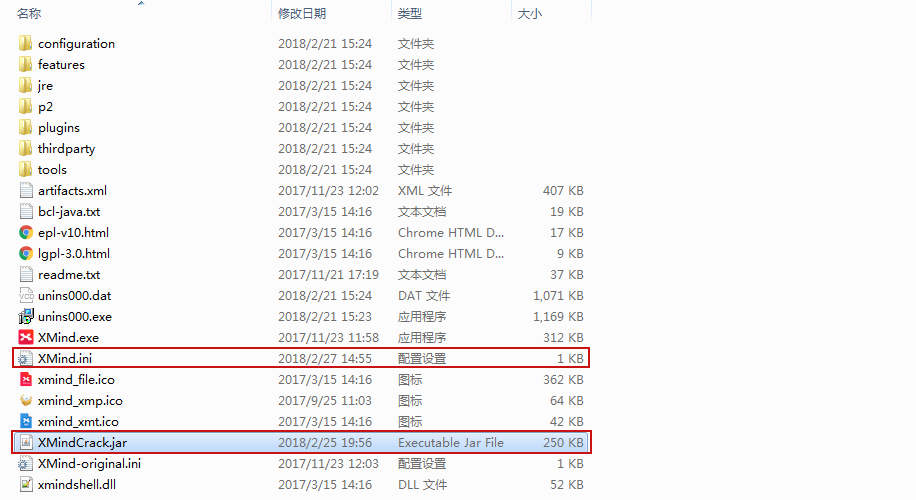 名称 修改日期 类型 大小
configuration 2018/2/21 15:24 文件夹
features 2018/2/21 15:24 文件夹
jre 2018/2/21 15:24 文件夹
p2 2018/2/21 15:24 文件夹
plugins 2018/2/21 15:24 文件夹
thirdparty 2018/2/21 15:24 文件夹
tools 2018/2/21 15:24 文件夹
artifacts.xml 2017/11/23 12:02 XML 文件 407 KB
bcl-java.txt 2017/3/15 14:16 文本文档 19 KB
epl-v10.html 2017/3/15 14:16 Chrome HTML D... 17 KB
lgpl-3.0.html 2017/3/15 14:16 Chrome HTML D... 9 KB
readme.txt 2017/11/21 17:19 文本文档 37 KB
unins000.dat 2018/2/21 15:24 DAT 文件 1,071 KB
unins000.exe 2018/2/21 15:23 应用程序 1,169 KB
XMind.exe 2017/11/23 11:58 应用程序 312 KB
XMind.ini 2018/2/27 14:55 配置设置 1 KB
xmind_file.ico 2017/3/15 14:16 图标 362 KB
xmind_xmp.ico 2017/9/25 11:03 图标 64 KB
xmind_xmt.ico 2017/3/15 14:16 图标 42 KB
XMindCrack.jar 2018/2/25 19:56 Executable Jar File 250 KB
XMind-original.ini 2017/11/23 12:03 配置设置 1 KB
xmindshell.dll 2017/3/15 14:16 DLL 文件 52 KB